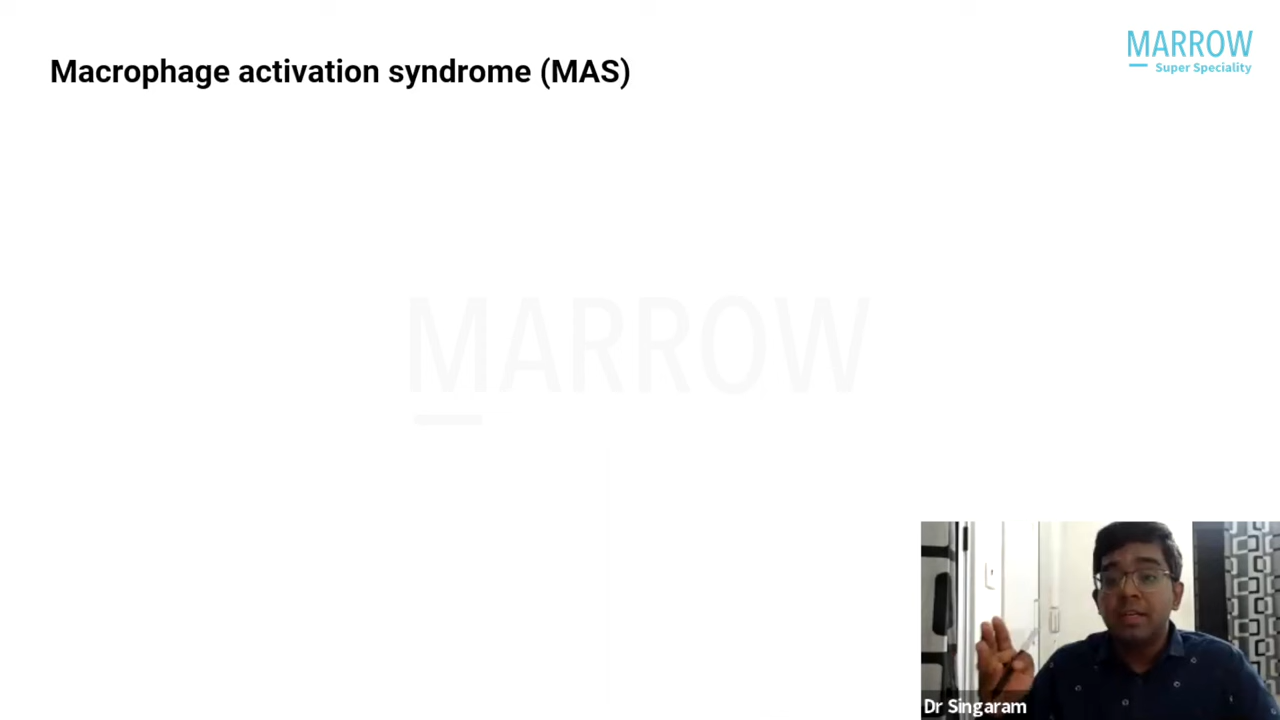 Macrophage activation syndrome (MAS)
MARROW
Super Speciality
MARROW
Dr Singaram